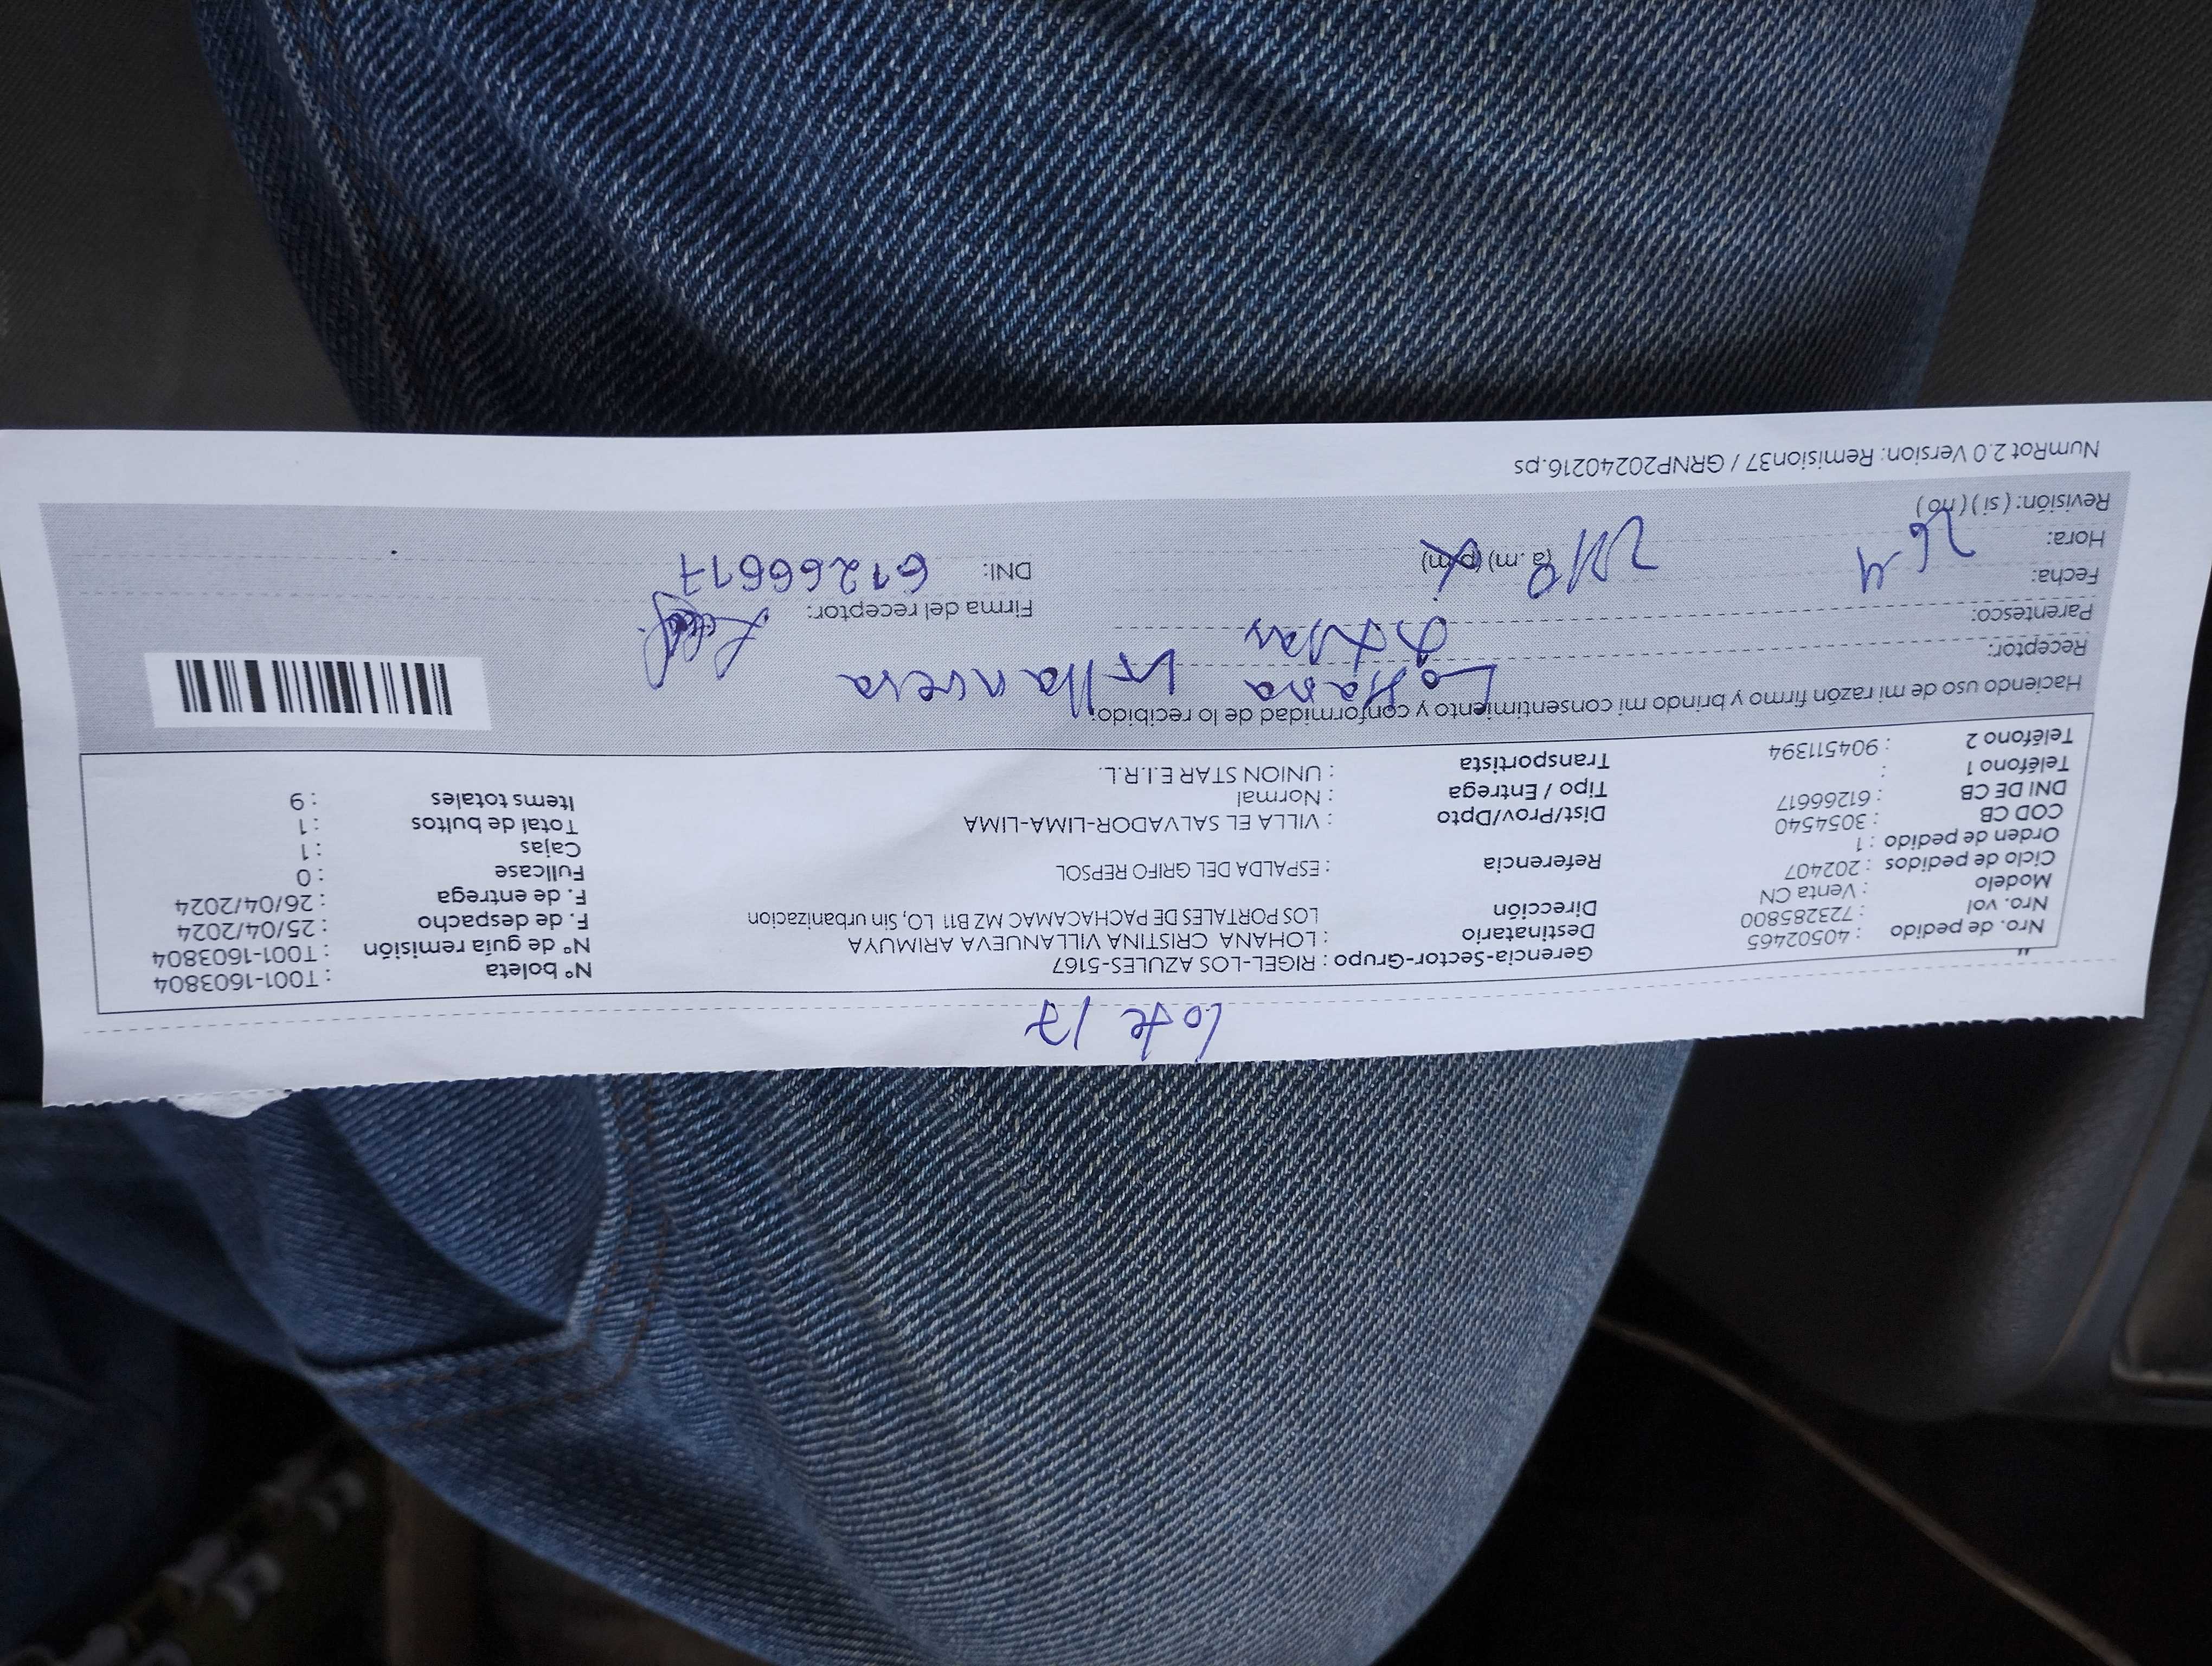 Lote 17
Nro. de pedido : 40502465 Gerencia-Sector-Grupo : RIGEL-LOS AZULES-5167 N° boleta : T001-1603804
Nro. vol : 723285800 Destinatario : LOHANA CRISTINA VILLANUEVA ARIMUYA N° de guía remisión : T001-1603804
Modelo : Venta CN Dirección LOS PORTALES DE PACHACAMAC MZ B11 LO, Sin urbanizacion F. de despacho : 25/04/2024
Ciclo de pedidos : 202407 F. de entrega : 26/04/2024
Orden de pedido : 1 Referencia : ESPALDA DEL GRIFO REPSOL Fullcase : 0
COD CB : 3054540 Cajas : 1
DNI DE CB : 61266617 Dist/Prov/Dpto : VILLA EL SALVADOR-LIMA-LIMA Total de bultos : 1
Teléfono 1 : Tipo / Entrega : Normal Items totales : 9
Teléfono 2 : 904511394 Transportista : UNION STAR E.I.R.L.
Haciendo uso de mi razón firmo y brindo mi consentimiento y conformidad de lo recibido.
Receptor: Lohana Villanueva
Parentesco: Firma del receptor:
Fecha: 26 4
Hora: (a.m) (p.m) DNI: 61266617
Revisión: ( si ) ( no )
NumRot 2.0 Version: Remision37 / GRNP20240216.ps